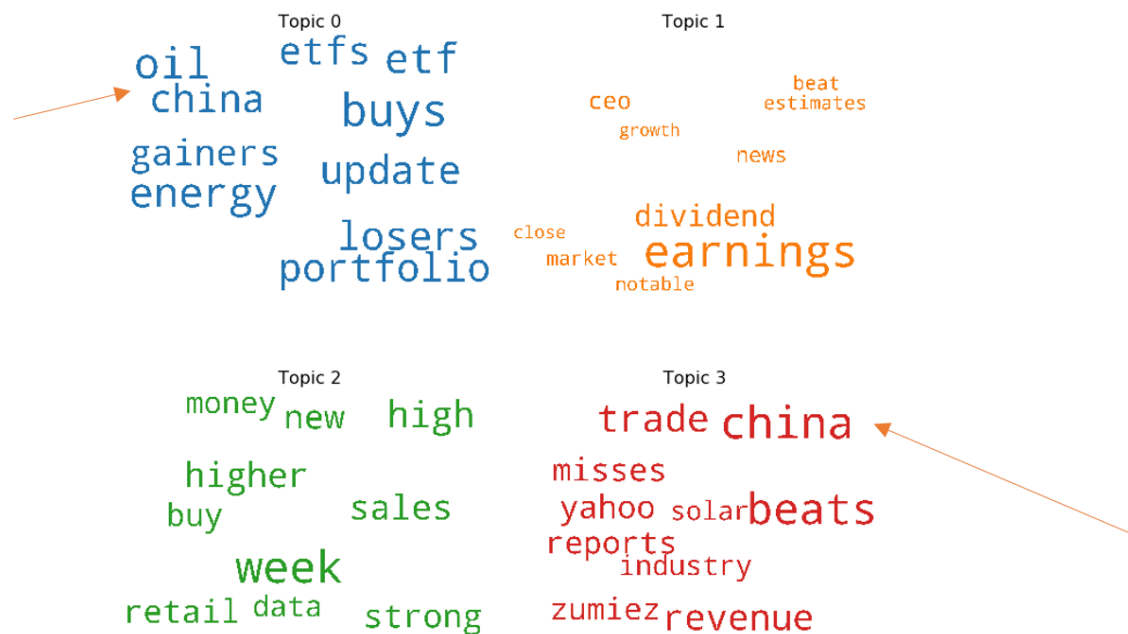 Topic 0
oil
china
etfs
etf
buys
gainers
energy
update
losers
portfolio
Topic 1
ceo
growth
beat
estimates
news
dividend
close
earnings
market
notable
Topic 2
money
new
high
higher
buy
sales
week
retail
data
strong
Topic 3
trade
china
misses
yahoo
solar
beats
reports
industry
zumiez
revenue